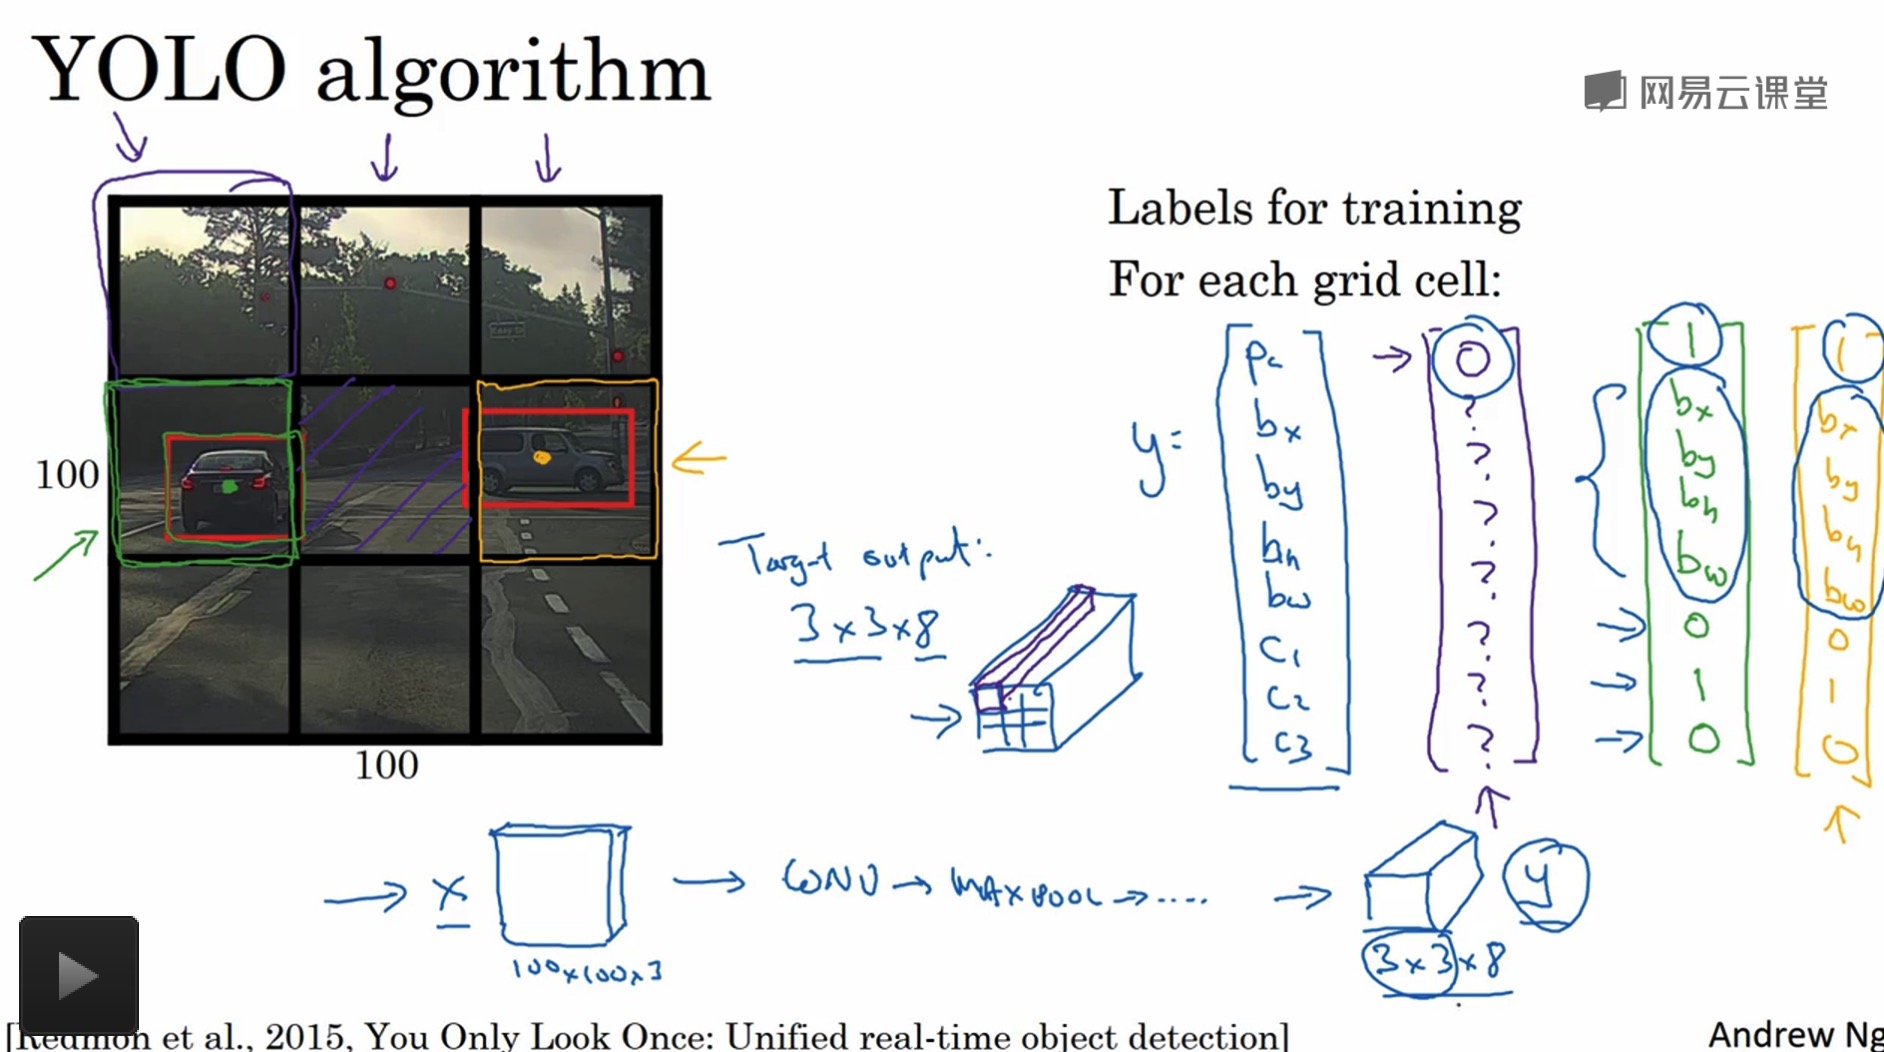 YOLO algorithm
网易云课堂
100
100
Labels for training
For each grid cell:
y=
Pc
bx
by
bh
bw
C1
C2
C3
0
?
?
?
?
?
?
?
1
bx
by
bh
bw
0
1
0
1
bx
by
bh
bw
0
1
0
Target output:
3x3x8
→ x
100x100x3
→ CONV → MAXPOOL → .... →
y
3x3x8
[Redmon et al., 2015, You Only Look Once: Unified real-time object detection]
Andrew Ng